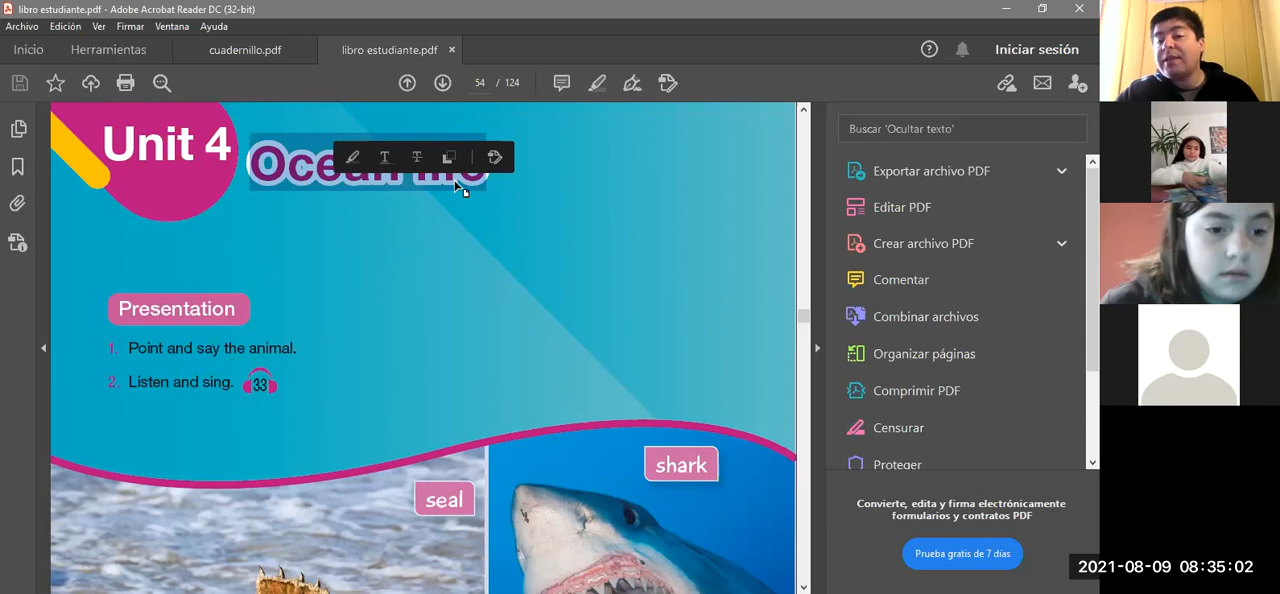 libro estudiante.pdf - Adobe Acrobat Reader DC (32-bit)
Archivo Edición Ver Firmar Ventana Ayuda
Inicio Herramientas cuadernillo.pdf libro estudiante.pdf × ? Iniciar sesión
54 / 124
Unit 4
Ocean life
Presentation
1. Point and say the animal.
2. Listen and sing. 33
seal
shark
Buscar 'Ocultar texto'
Exportar archivo PDF
Editar PDF
Crear archivo PDF
Comentar
Combinar archivos
Organizar páginas
Comprimir PDF
Censurar
Proteger
Convierte, edita y firma electrónicamente
formularios y contratos PDF
Prueba gratis de 7 días
2021-08-09 08:35:02